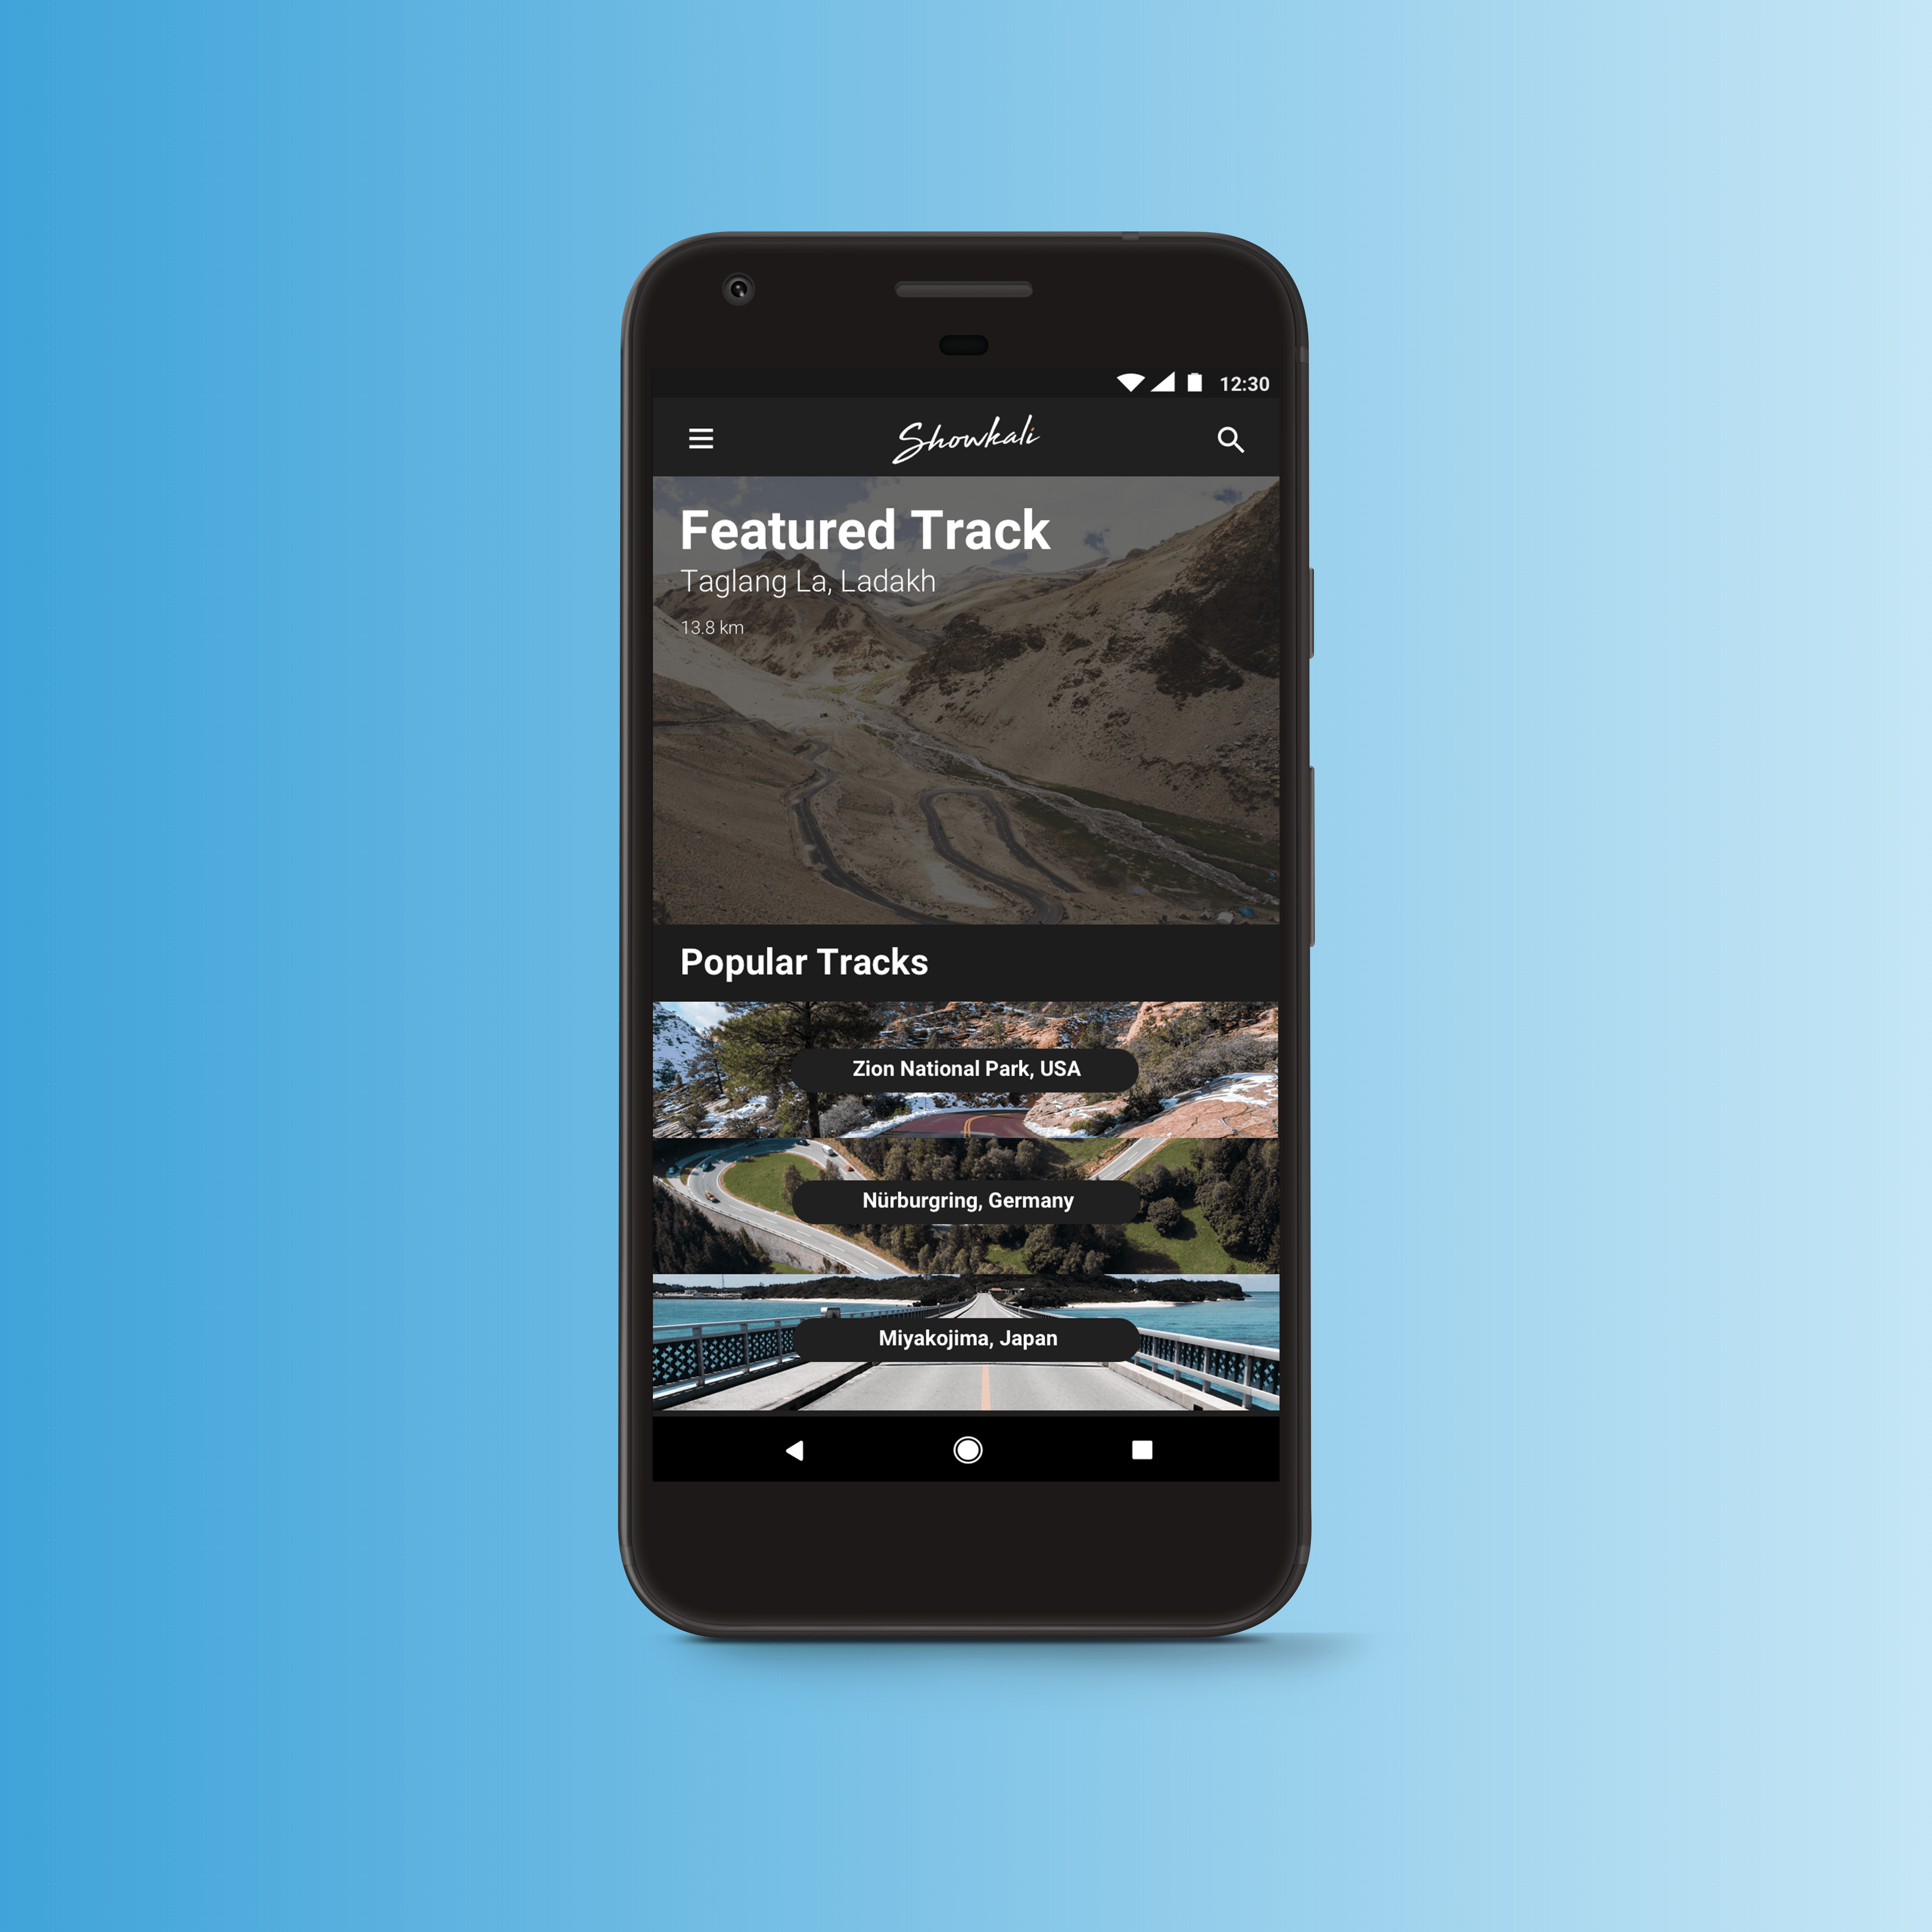 12:30
Showkali
Featured Track
Taglang La, Ladakh
13.8 km
Popular Tracks
Zion National Park, USA
Nürburgring, Germany
Miyakojima, Japan